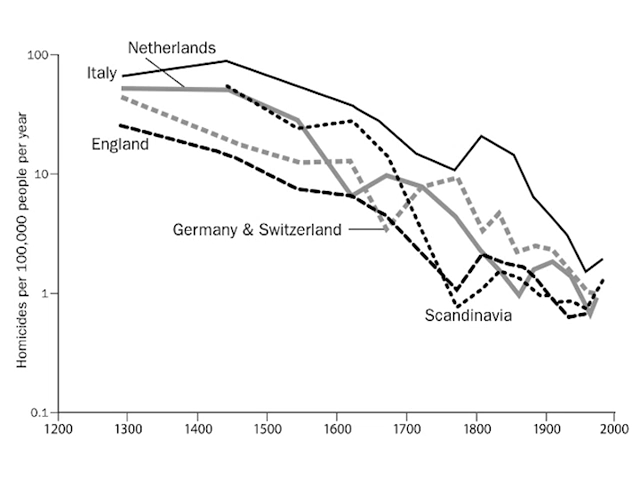 Netherlands
100
Italy
England
10
Germany & Switzerland
1
Scandinavia
0.1
1200 1300 1400 1500 1600 1700 1800 1900 2000
Homicides per 100,000 people per year